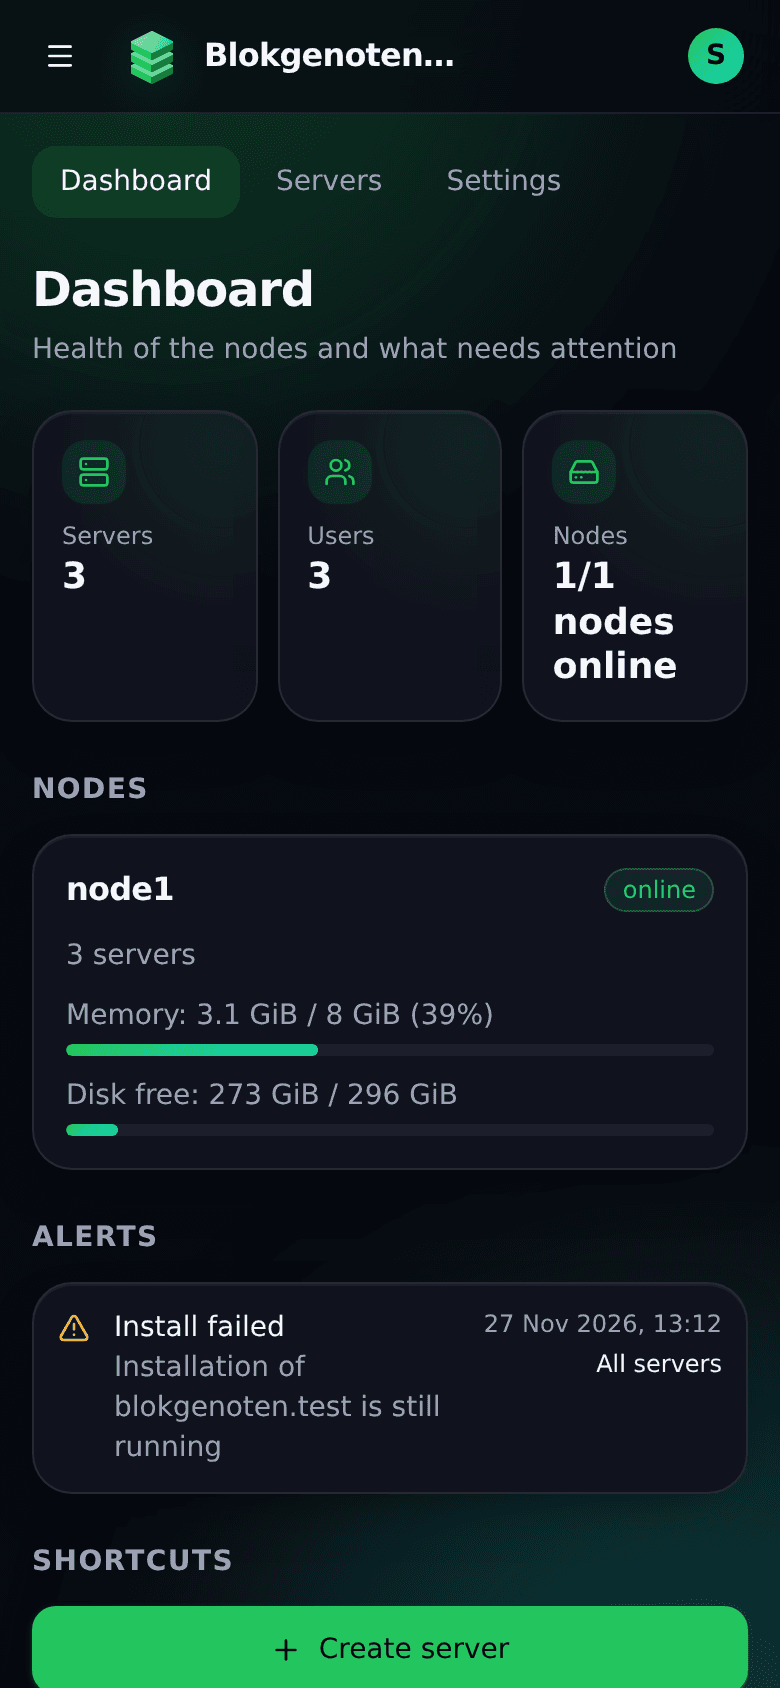 Blokgenoten...
S
Dashboard
Servers
Settings
Dashboard
Health of the nodes and what needs attention
Servers
3
Users
3
Nodes
1/1
nodes
online
NODES
node1
online
3 servers
Memory: 3.1 GiB / 8 GiB (39%)
Disk free: 273 GiB / 296 GiB
ALERTS
Install failed
27 Nov 2026, 13:12
Installation of
All servers
blokgenoten.test is still
running
SHORTCUTS
Create server